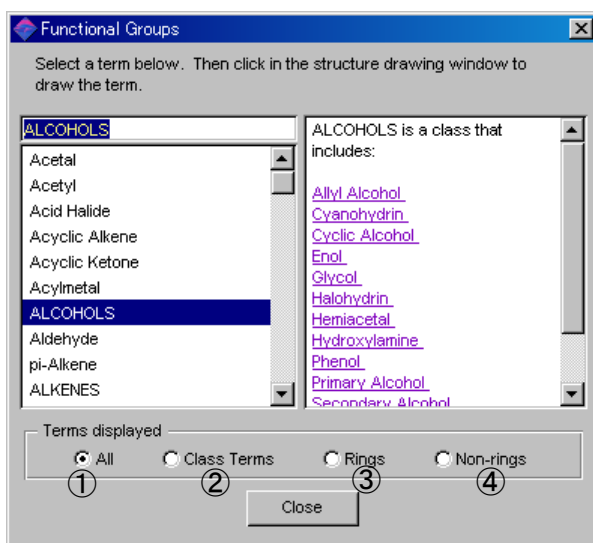 Functional Groups
Select a term below. Then click in the structure drawing window to
draw the term.
ALCOHOLS
Acetal
Acetyl
Acid Halide
Acyclic Alkene
Acyclic Ketone
Acylmetal
ALCOHOLS
Aldehyde
pi-Alkene
ALKENES
ALCOHOLS is a class that
includes:
Allyl Alcohol
Cyanohydrin
Cyclic Alcohol
Enol
Glycol
Halohydrin
Hemiacetal
Hydroxylamine
Phenol
Primary Alcohol
Secondary Alcohol
Terms displayed
All Class Terms Rings Non-rings
① ② ③ ④
Close